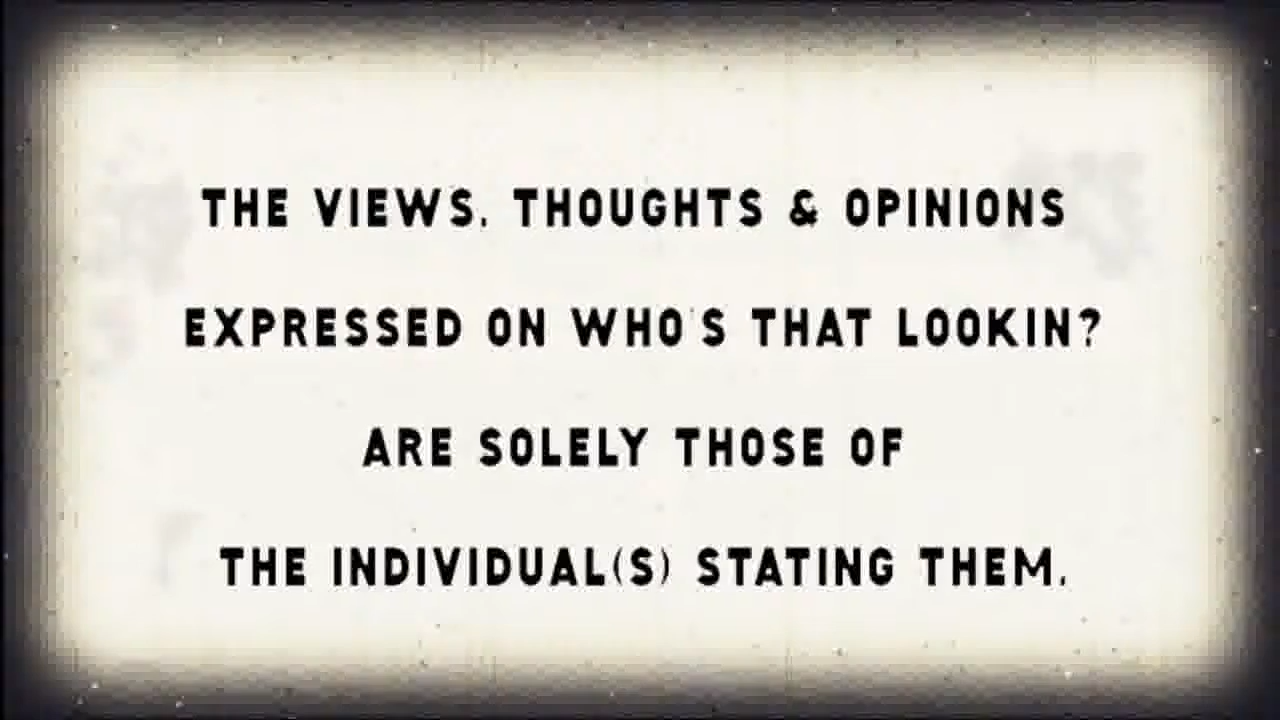 THE VIEWS, THOUGHTS & OPINIONS
EXPRESSED ON WHO'S THAT LOOKIN?
ARE SOLELY THOSE OF
THE INDIVIDUAL(S) STATING THEM.